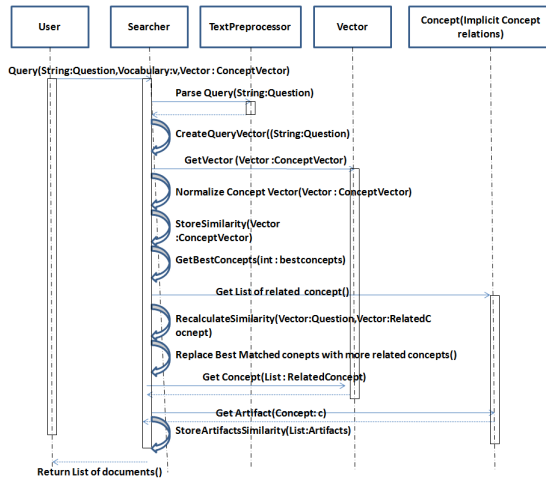 User
Searcher
TextPreprocessor
Vector
Concept(Implicit Concept
relations)
Query(String:Question,Vocabulary:v,Vector : ConceptVector)
Parse Query(String:Question)
CreateQueryVector((String:Question)
GetVector (Vector :ConceptVector)
Normalize Concept Vector(Vector : ConceptVector)
StoreSimilarity(Vector
:ConceptVector)
GetBestConcepts(int : bestconcepts)
Get List of related concept()
RecalculateSimilarity(Vector:Question,Vector:RelatedC
ocnept)
Replace Best Matched conepts with more related concepts()
Get Concept(List : RelatedConcept)
Get Artifact(Concept: c)
StoreArtifactsSimilarity(List:Artifacts)
Return List of documents()